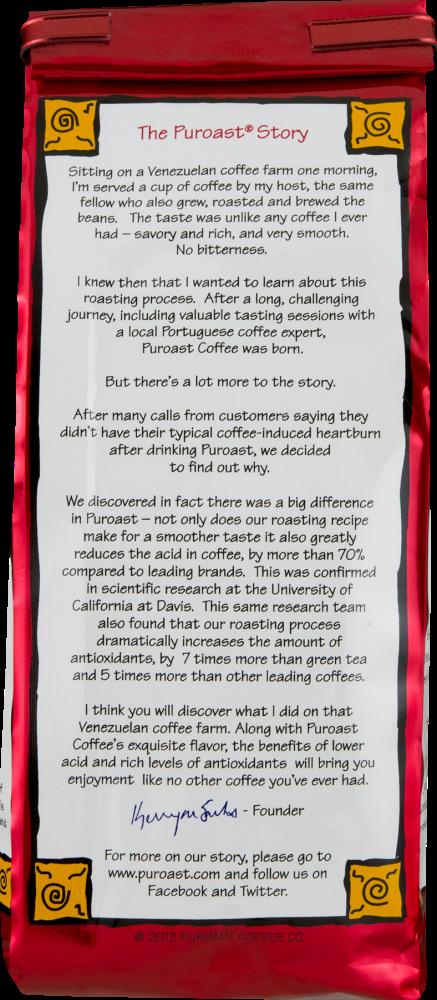 The Puroast® Story
Sitting on a Venezuelan coffee farm one morning,
I'm served a cup of coffee by my host, the same
fellow who also grew, roasted and brewed the
beans. The taste was unlike any coffee I ever
had – savory and rich, and very smooth.
No bitterness.
I knew then that I wanted to learn about this
roasting process. After a long, challenging
journey, including valuable tasting sessions with
a local Portuguese coffee expert,
Puroast Coffee was born.
But there's a lot more to the story.
After many calls from customers saying they
didn't have their typical coffee-induced heartburn
after drinking Puroast, we decided
to find out why.
We discovered in fact there was a big difference
in Puroast – not only does our roasting recipe
make for a smoother taste it also greatly
reduces the acid in coffee, by more than 70%
compared to leading brands. This was confirmed
in scientific research at the University of
California at Davis. This same research team
also found that our roasting process
dramatically increases the amount of
antioxidants, by 7 times more than green tea
and 5 times more than other leading coffees.
I think you will discover what I did on that
Venezuelan coffee farm. Along with Puroast
Coffee's exquisite flavor, the benefits of lower
acid and rich levels of antioxidants will bring you
enjoyment like no other coffee you've ever had.
- Founder
For more on our story, please go to
www.puroast.com and follow us on
Facebook and Twitter.
© 2013 PUROAST COFFEE CO.